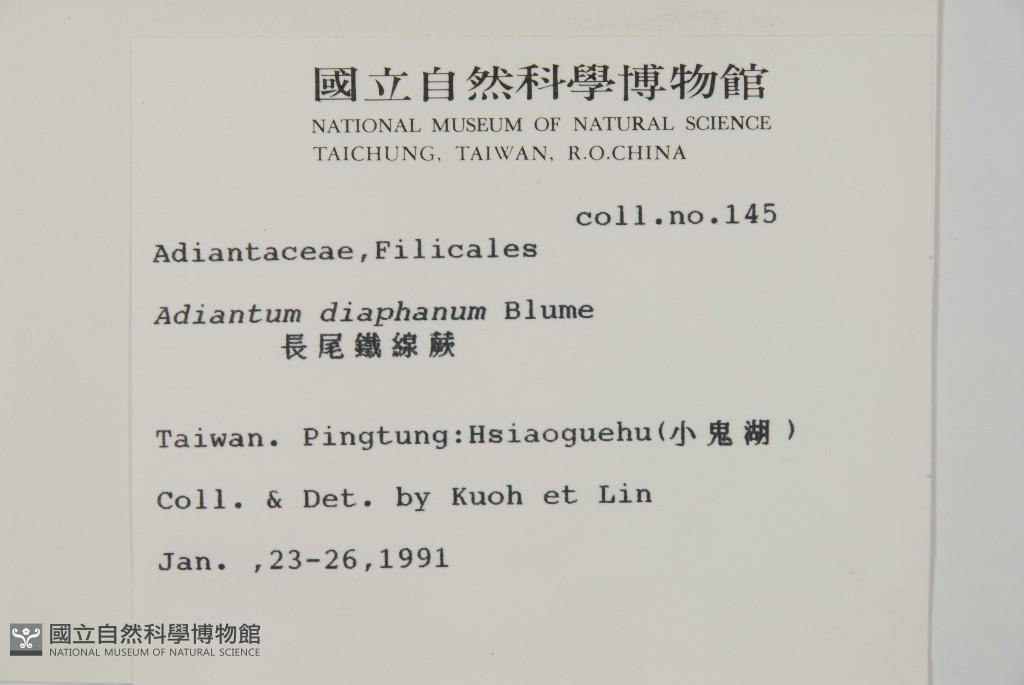 國立自然科學博物館
NATIONAL MUSEUM OF NATURAL SCIENCE
TAICHUNG, TAIWAN, R.O.CHINA
coll.no.145
Adiantaceae,Filicales
Adiantum diaphanum Blume
長尾鐵線蕨
Taiwan. Pingtung:Hsiaoguehu(小鬼湖)
Coll. & Det. by Kuoh et Lin
Jan. ,23-26,1991
國立自然科學博物館
NATIONAL MUSEUM OF NATURAL SCIENCE